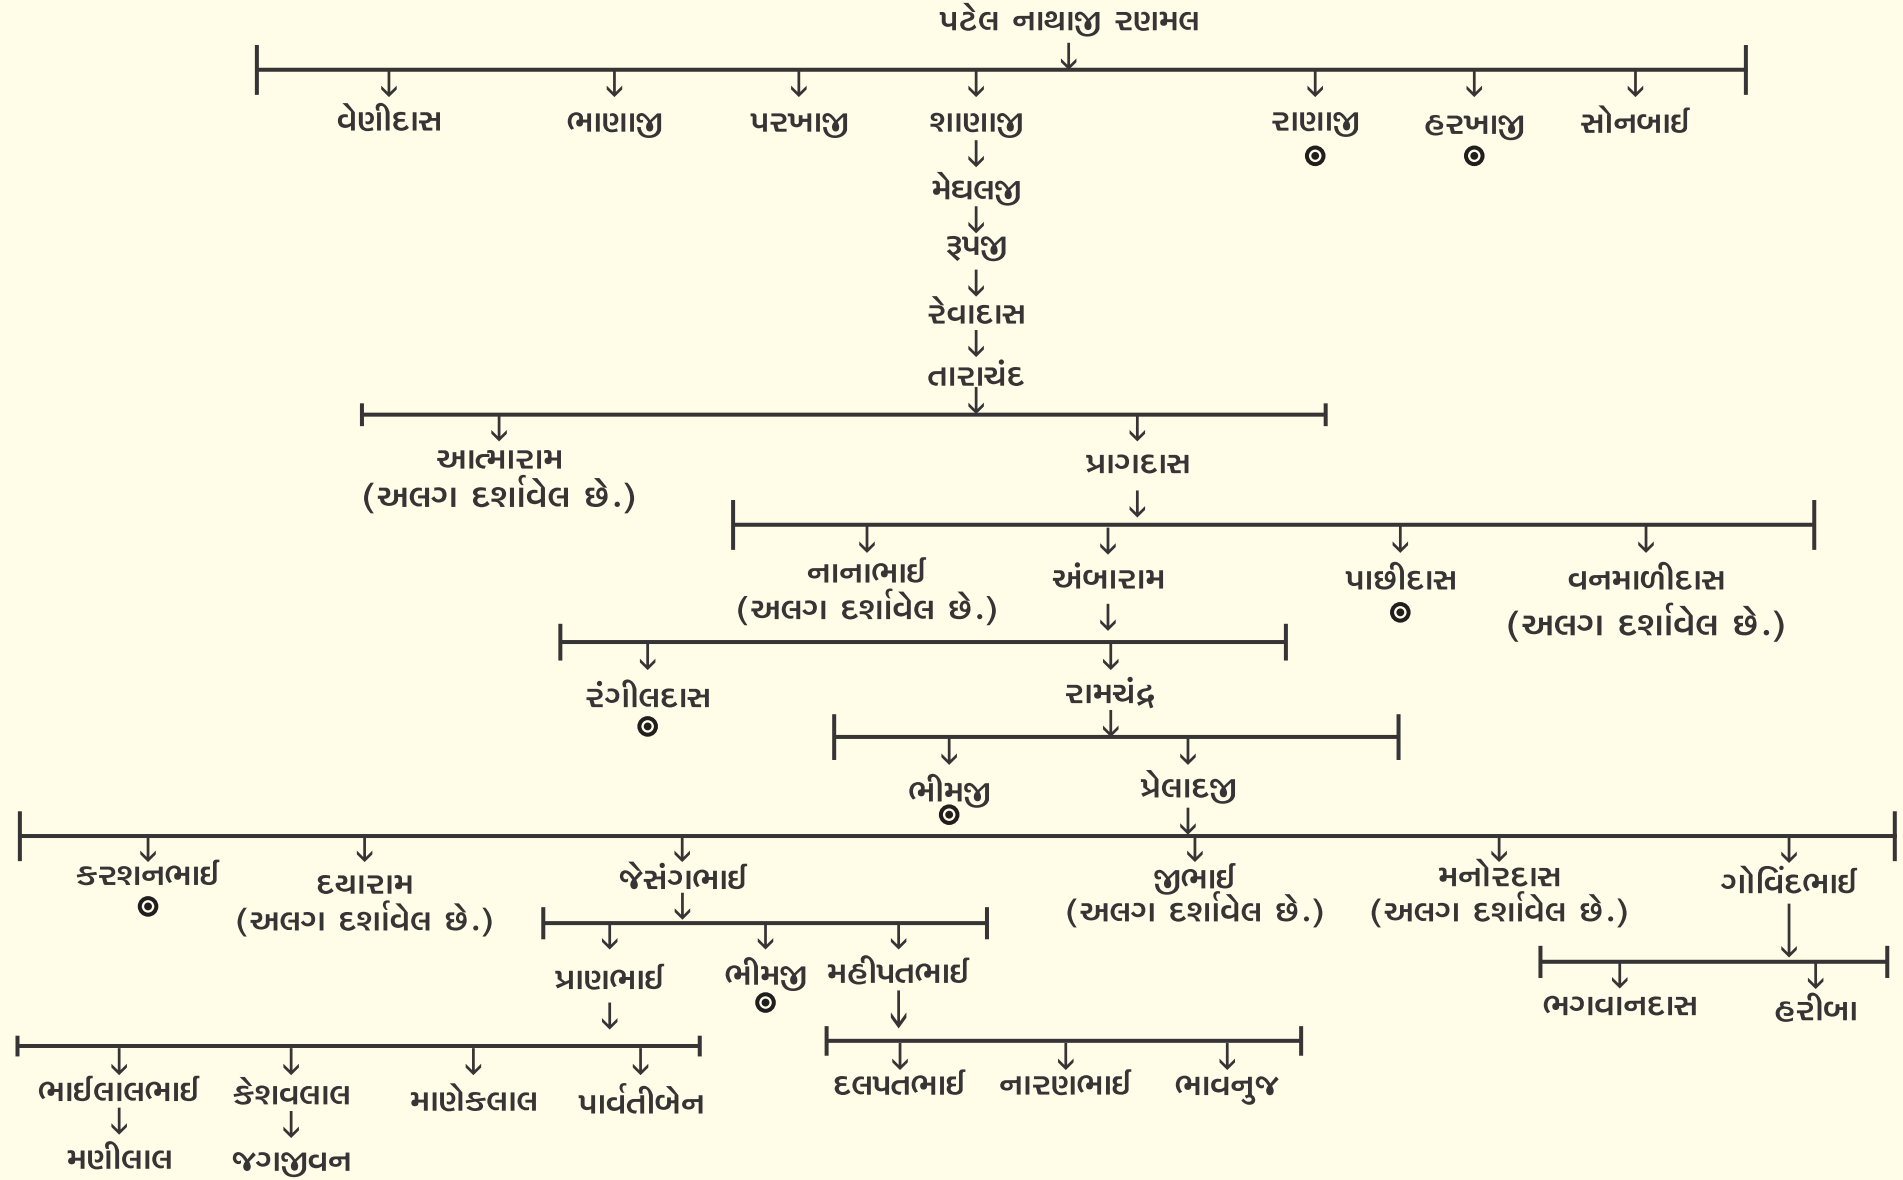 પટેલ નાથાજી રણમલ
વેણીદાસ ભાણાજી પરખાજી શાણાજી રાણાજી હરખાજી સોનબાઈ
મેઘલજી
રૂપજી
રેવાદાસ
તારાચંદ
આત્મારામ પ્રાગદાસ
(અલગ દર્શાવેલ છે.)
નાનાભાઈ અંબારામ પાછીદાસ વનમાળીદાસ
(અલગ દર્શાવેલ છે.) (અલગ દર્શાવેલ છે.)
રંગીલદાસ રામચંદ્ર
ભીમજી પ્રેલાદજી
કરશનભાઈ દયારામ જેસંગભાઈ જીભાઈ મનોરદાસ ગોવિંદભાઈ
(અલગ દર્શાવેલ છે.) (અલગ દર્શાવેલ છે.) (અલગ દર્શાવેલ છે.)
પ્રાણભાઈ ભીમજી મહીપતભાઈ ભગવાનદાસ હરીબા
ભાઈલાલભાઈ કેશવલાલ માણેકલાલ પાર્વતીબેન દલપતભાઈ નારણભાઈ ભાવનુજ
મણીલાલ જગજીવન